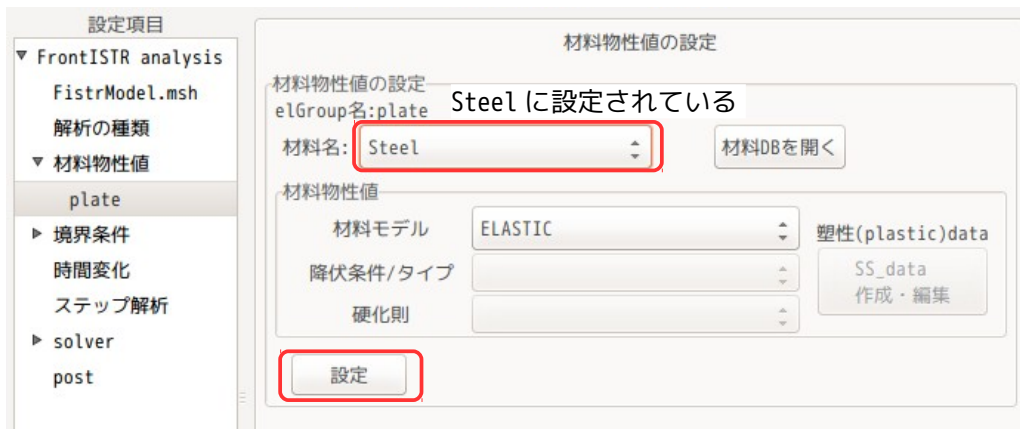 設定項目
▼ FrontISTR analysis
FistrModel.msh
解析の種類
▼ 材料物性値
plate
▶ 境界条件
時間変化
ステップ解析
▶ solver
post
材料物性値の設定
材料物性値の設定
elGroup名:plate
Steelに設定されている
材料名: Steel
材料DBを開く
材料物性値
材料モデル ELASTIC
塑性(plastic)data
降伏条件/タイプ
SS_data
作成・編集
硬化則
設定